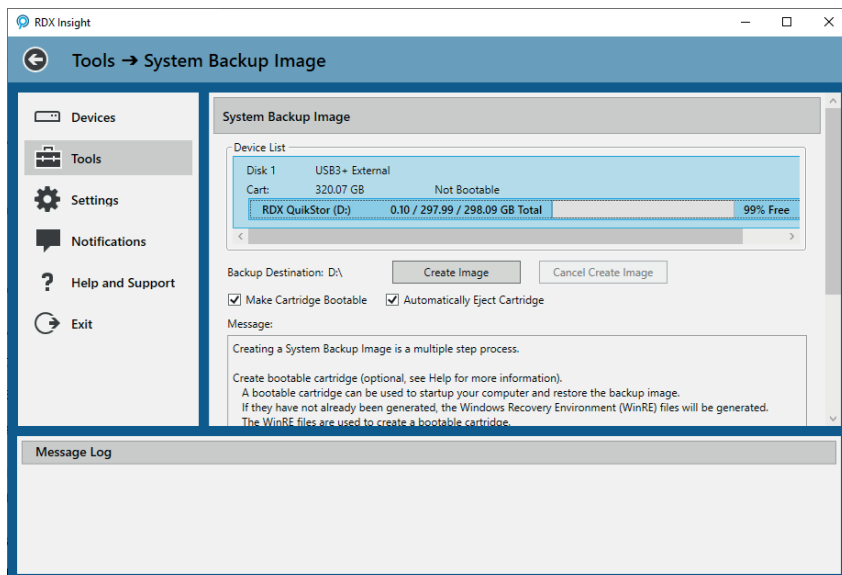 RDX Insight
Tools ➔ System Backup Image
Devices
Tools
Settings
Notifications
Help and Support
Exit
System Backup Image
Device List
Disk 1 USB3+ External
Cart: 320.07 GB Not Bootable
RDX QuikStor (D:) 0.10 / 297.99 / 298.09 GB Total 99% Free
Backup Destination: D:\ Create Image Cancel Create Image
Make Cartridge Bootable Automatically Eject Cartridge
Message:
Creating a System Backup Image is a multiple step process.
Create bootable cartridge (optional, see Help for more information).
A bootable cartridge can be used to startup your computer and restore the backup image.
If they have not already been generated, the Windows Recovery Environment (WinRE) files will be generated.
The WinRE files are used to create a bootable cartridge.
Message Log